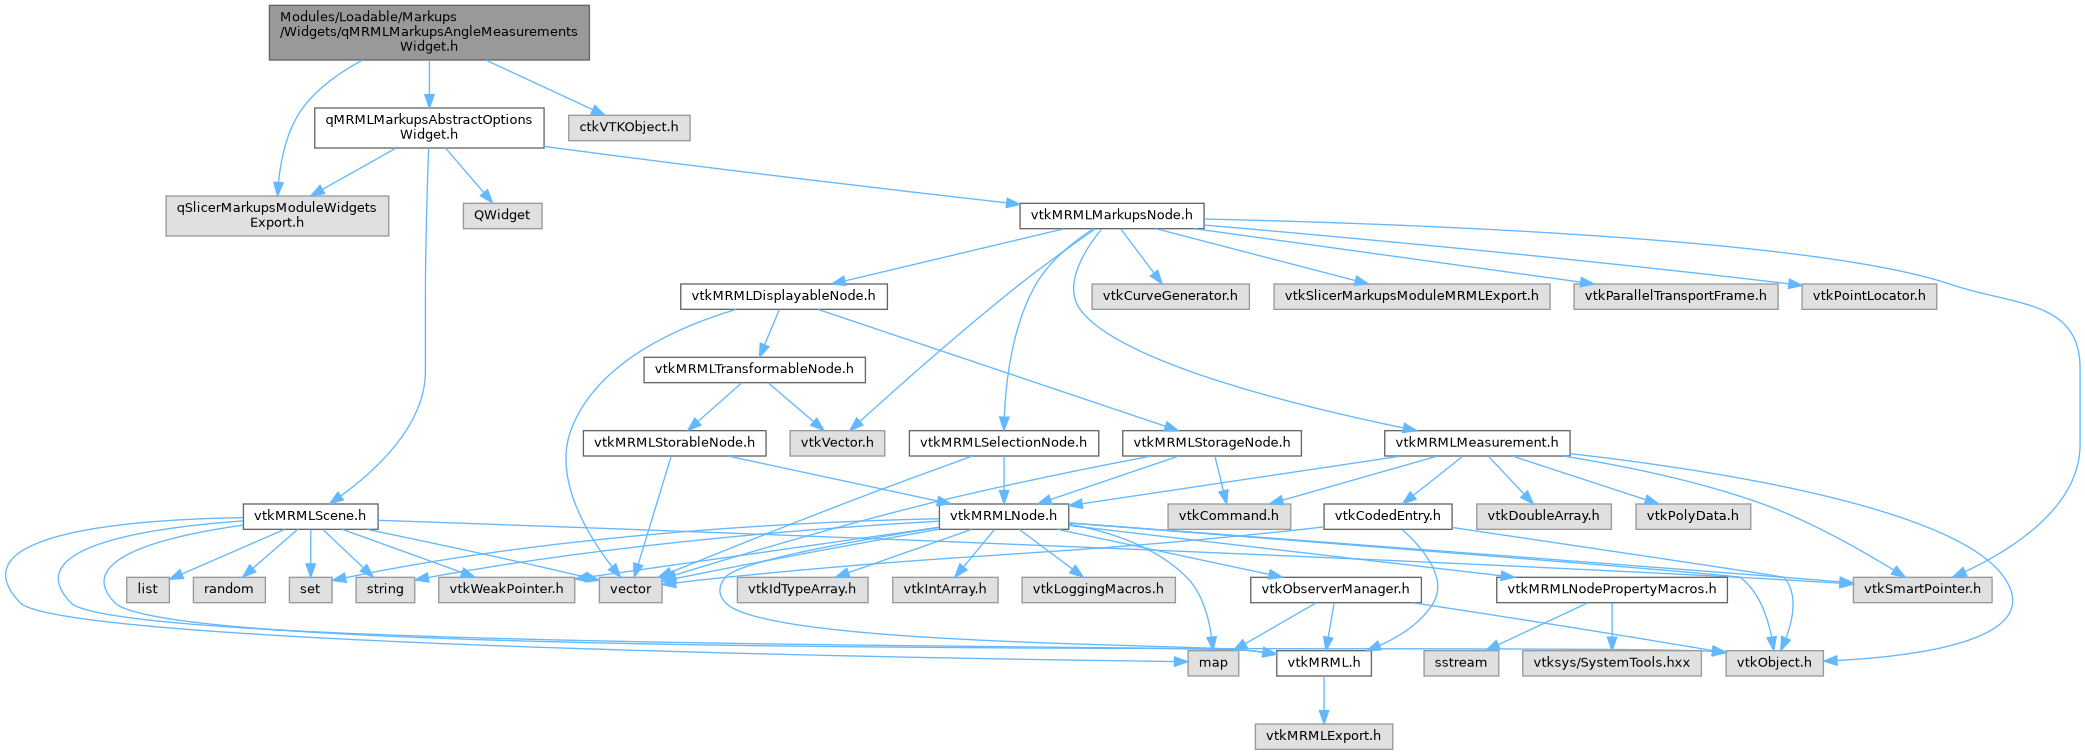 Modules/Loadable/Markups
/Widgets/qMRMLMarkupsAngleMeasurements
Widget.h
qMRMLMarkupsAbstractOptions
Widget.h
ctkVTKObject.h
qSlicerMarkupsModuleWidgets
Export.h
QWidget
vtkMRMLMarkupsNode.h
vtkMRMLDisplayableNode.h
vtkCurveGenerator.h
vtkSlicerMarkupsModuleMRMLExport.h
vtkParallelTransportFrame.h
vtkPointLocator.h
vtkMRMLTransformableNode.h
vtkMRMLStorableNode.h
vtkVector.h
vtkMRMLSelectionNode.h
vtkMRMLStorageNode.h
vtkMRMLMeasurement.h
vtkMRMLScene.h
vtkMRMLNode.h
vtkCommand.h
vtkCodedEntry.h
vtkDoubleArray.h
vtkPolyData.h
list
random
set
string
vtkWeakPointer.h
vector
vtkIdTypeArray.h
vtkIntArray.h
vtkLoggingMacros.h
vtkObserverManager.h
vtkMRMLNodePropertyMacros.h
vtkSmartPointer.h
map
vtkMRML.h
sstream
vtksys/SystemTools.hxx
vtkObject.h
vtkMRMLExport.h